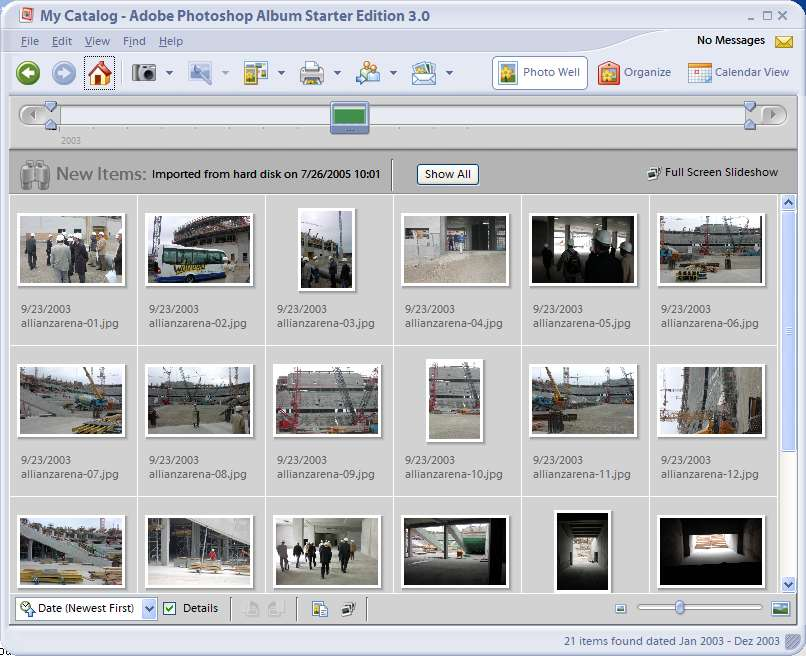 My Catalog - Adobe Photoshop Album Starter Edition 3.0
File Edit View Find Help
No Messages
Photo Well
Organize
Calendar View
2003
New Items: Imported from hard disk on 7/26/2005 10:01
Show All
Full Screen Slideshow
9/23/2003
allianzarena-01.jpg
9/23/2003
allianzarena-02.jpg
9/23/2003
allianzarena-03.jpg
9/23/2003
allianzarena-04.jpg
9/23/2003
allianzarena-05.jpg
9/23/2003
allianzarena-06.jpg
9/23/2003
allianzarena-07.jpg
9/23/2003
allianzarena-08.jpg
9/23/2003
allianzarena-09.jpg
9/23/2003
allianzarena-10.jpg
9/23/2003
allianzarena-11.jpg
9/23/2003
allianzarena-12.jpg
Date (Newest First)
Details
21 items found dated Jan 2003 - Dez 2003